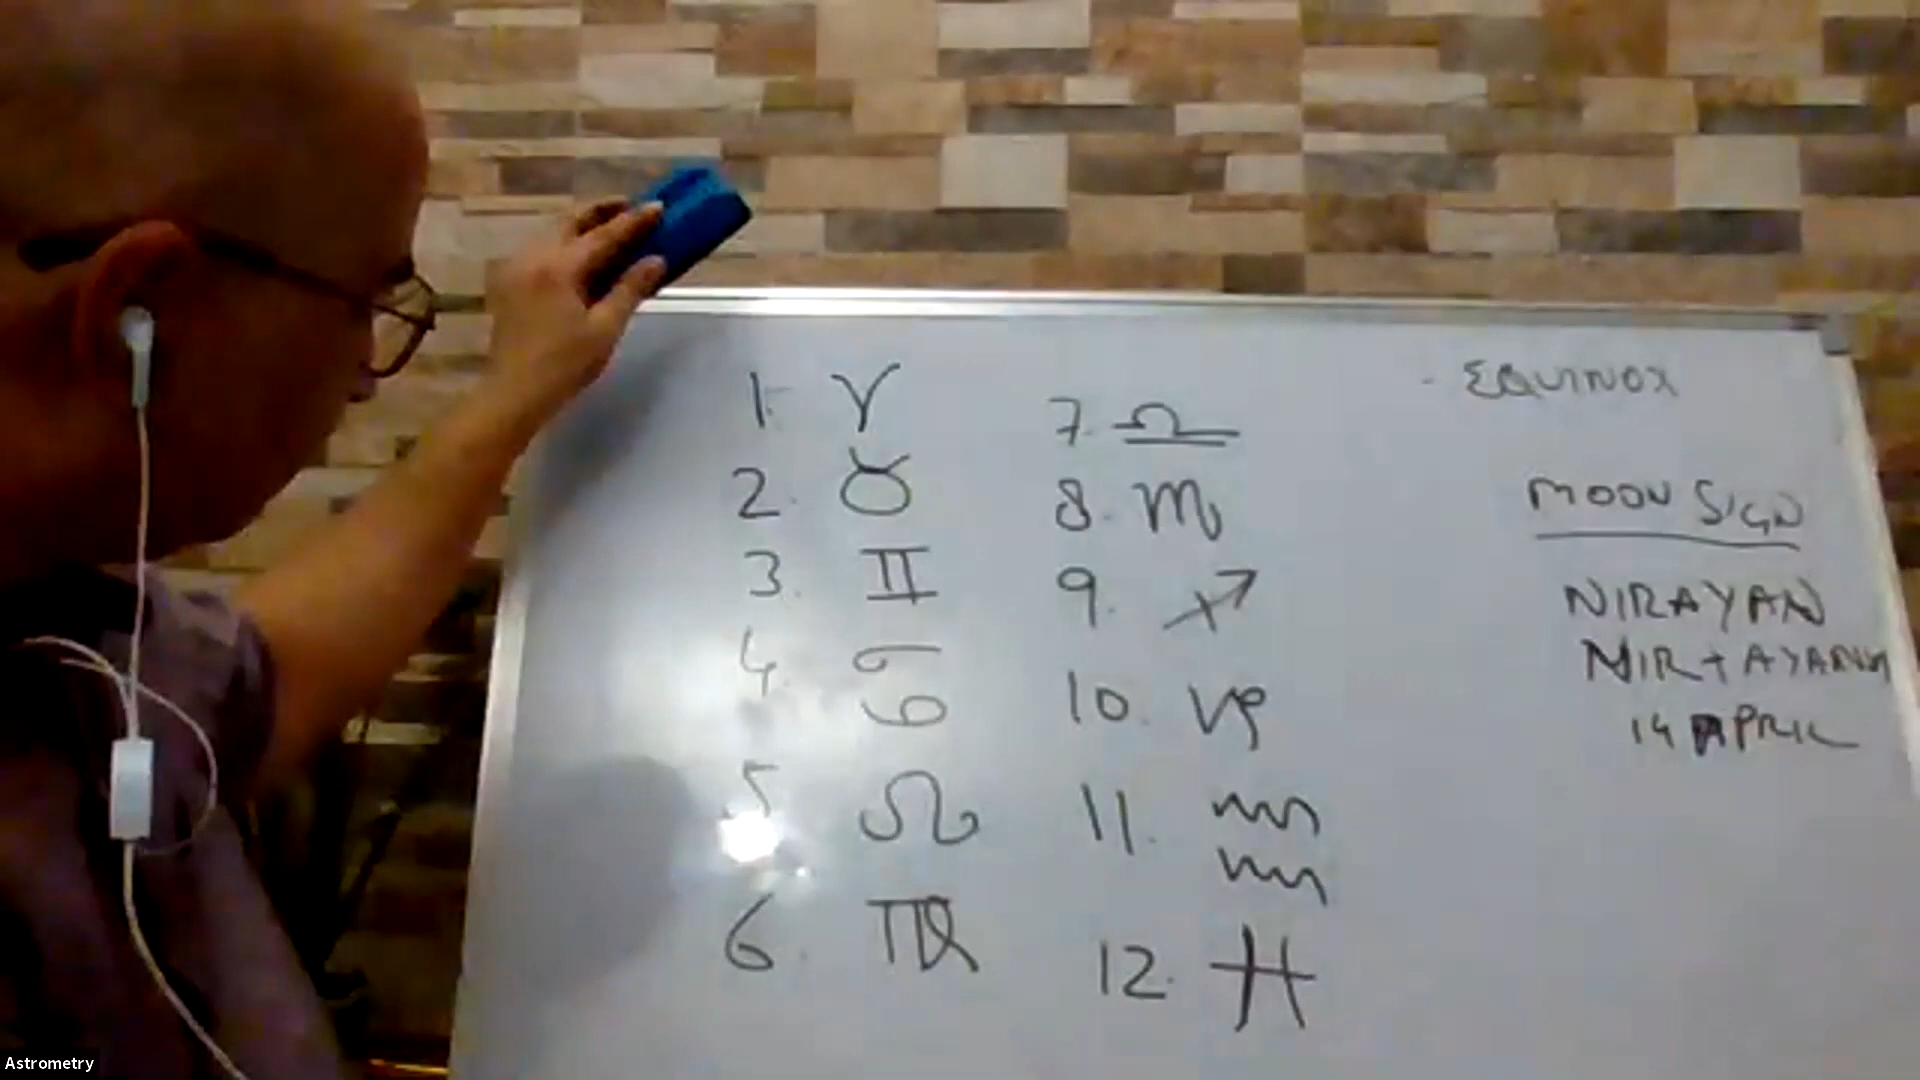 1. ♈
2. ♉
3. ♊
4. ♋
5 ♌
6. ♍
7. ♎
8. ♏
9. ♐
10. ♑
11. ♒
12. ♓
- EQUINOX
MOON SIGN
NIRAYAN
NIR + AYANA
14 APRIL
Astrometry